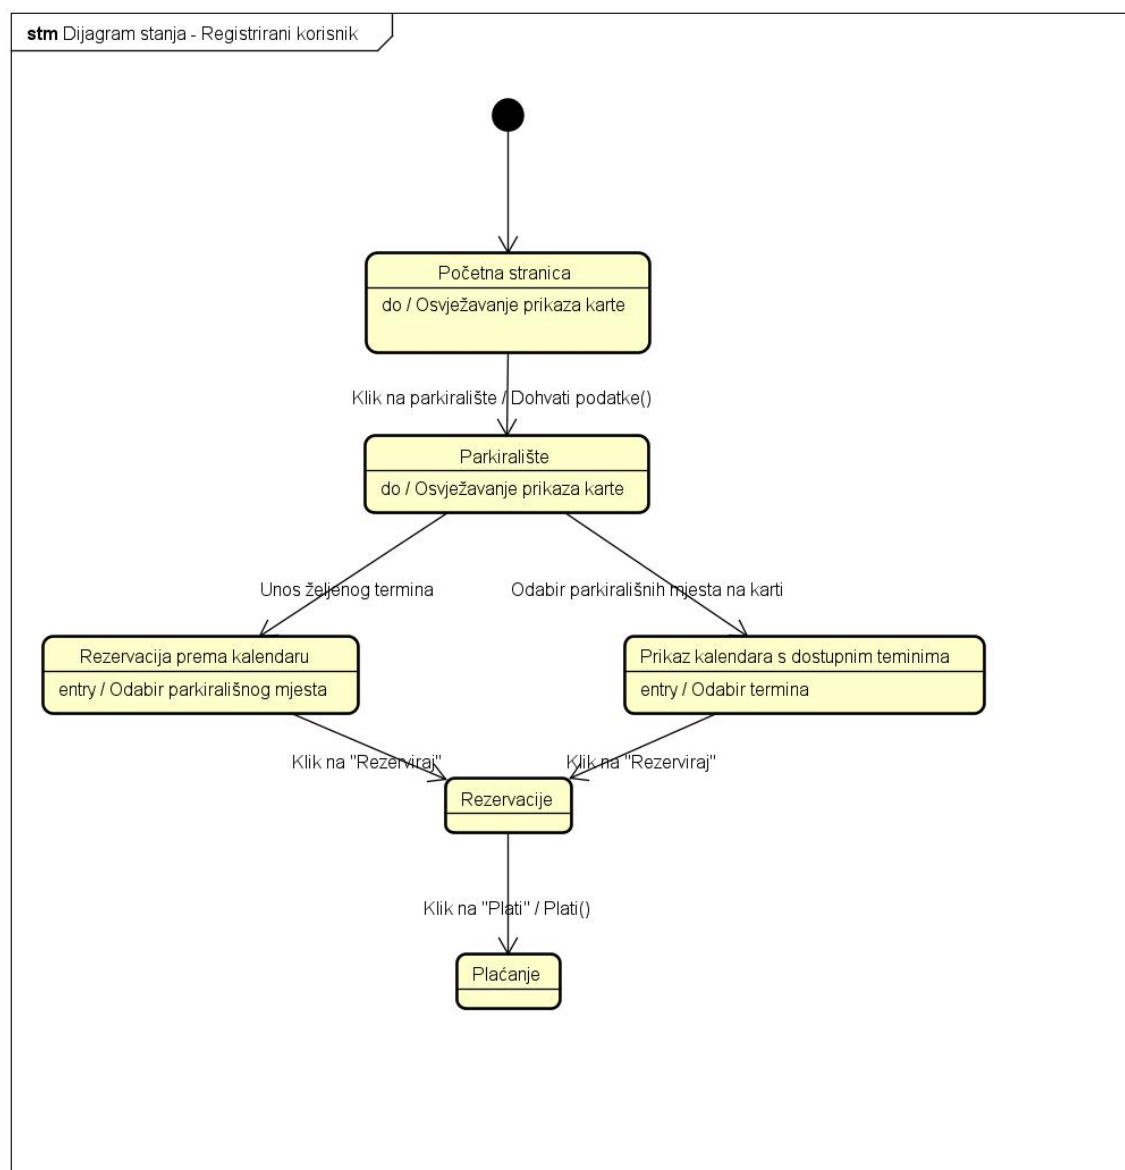 stm Dijagram stanja - Registrirani korisnik
Početna stranica
do / Osvježavanje prikaza karte
Klik na parkiralište / Dohvati podatke()
Parkiralište
do / Osvježavanje prikaza karte
Unos željenog termina
Odabir parkirališnih mjesta na karti
Rezervacija prema kalendaru
entry / Odabir parkirališnog mjesta
Prikaz kalendara s dostupnim teminima
entry / Odabir termina
Klik na "Rezerviraj"
Klik na "Rezerviraj"
Rezervacije
Klik na "Plati" / Plati()
Plaćanje